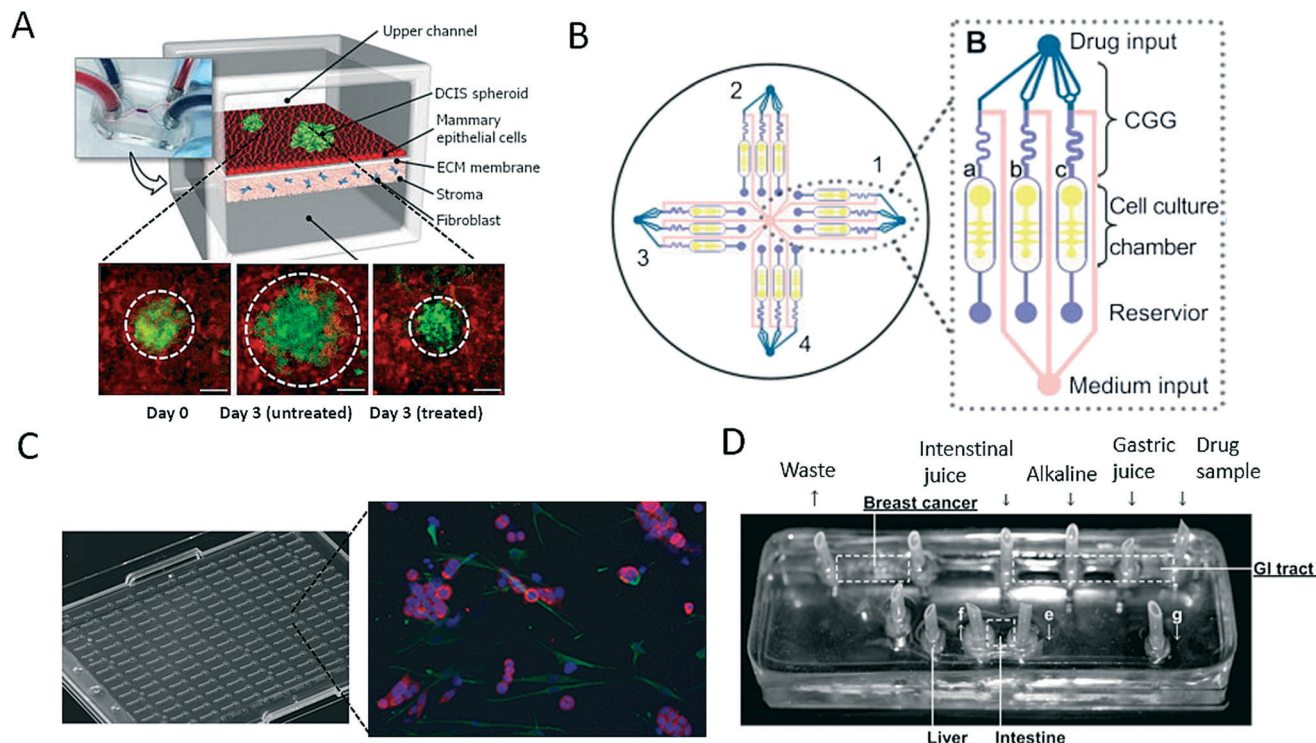 A
Upper channel
DCIS spheroid
Mammary
epithelial cells
ECM membrane
Stroma
Fibroblast
Day 0
Day 3 (untreated)
Day 3 (treated)
B
2
1
3
4
B
Drug input
CGG
a
b
c
Cell culture
chamber
Reservior
Medium input
C
D
Waste
Intenstinal
juice
Alkaline
Gastric
juice
Drug
sample
Breast cancer
GI tract
f
e
g
Liver
Intestine